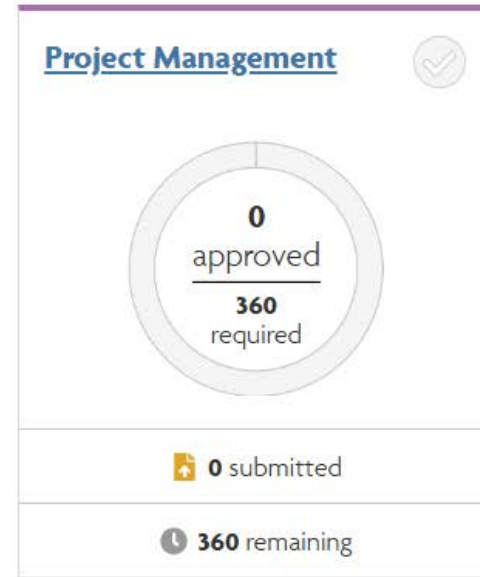 Project Management
0
approved
360
required
0 submitted
360 remaining